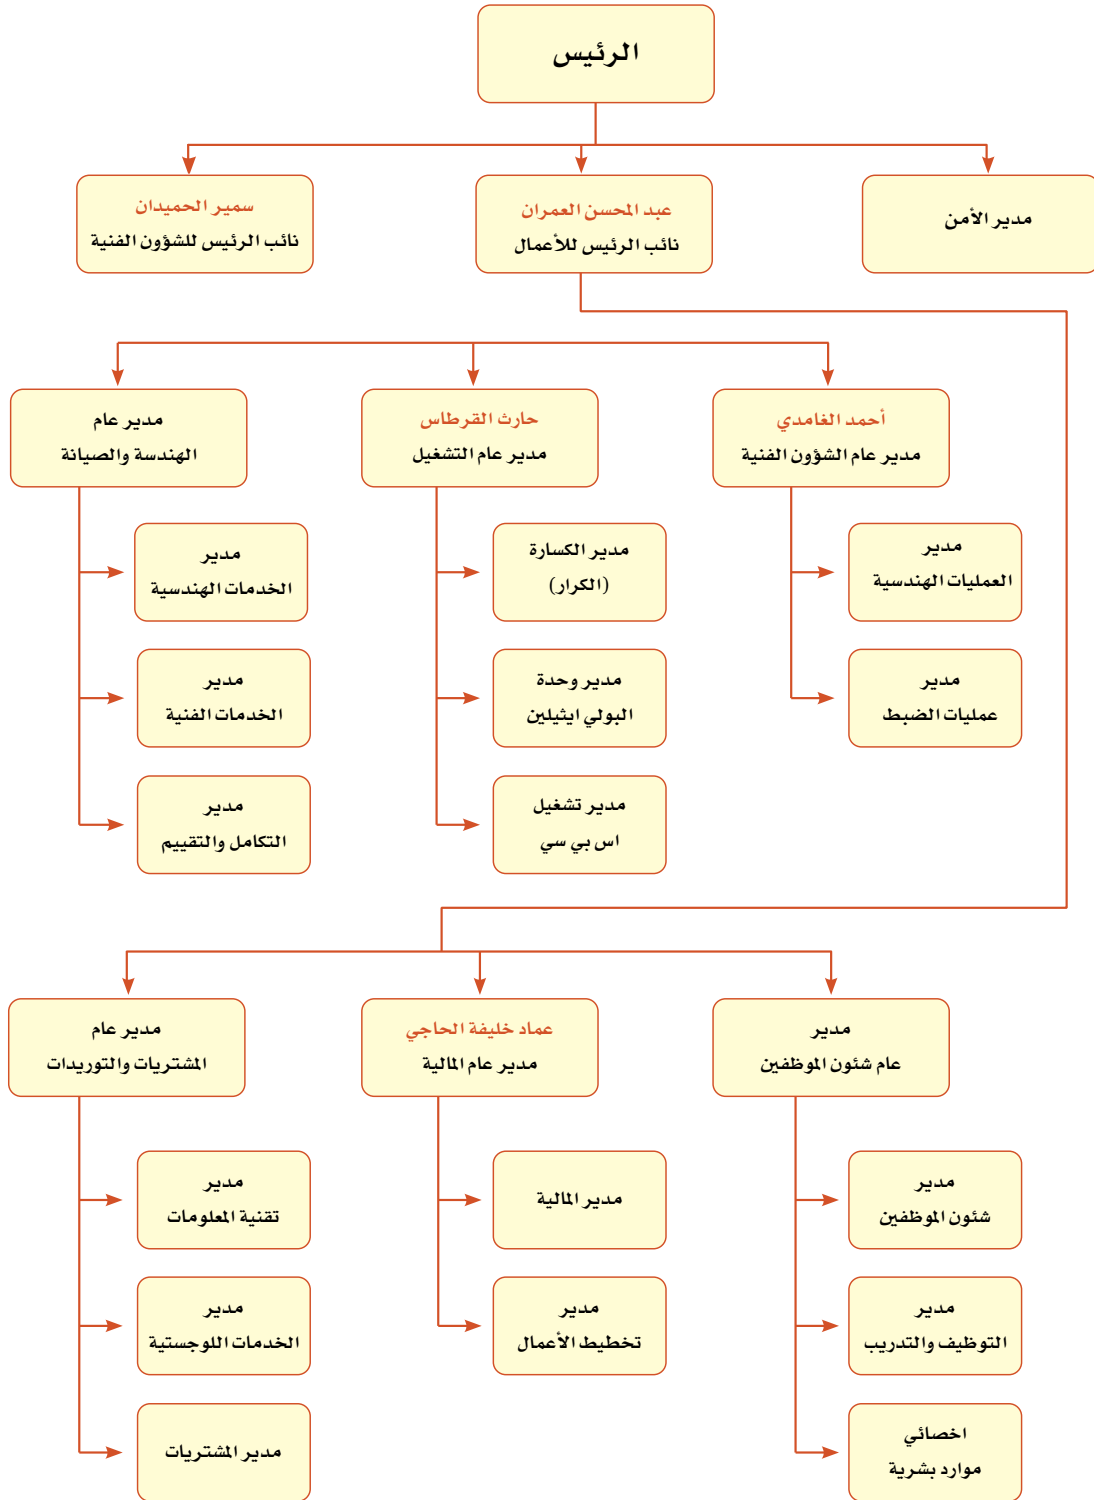 الرئيس
مدير الأمن
عبد المحسن العمران
نائب الرئيس للأعمال
سمير الحميدان
نائب الرئيس للشؤون الفنية
أحمد الغامدي
مدير عام الشؤون الفنية
حارث القرطاس
مدير عام التشغيل
مدير عام
الهندسة والصيانة
مدير
العمليات الهندسية
مدير
عمليات الضبط
مدير الكسارة
(الكرار)
مدير وحدة
البولي ايثيلين
مدير تشغيل
اس بي سي
مدير
الخدمات الهندسية
مدير
الخدمات الفنية
مدير
التكامل والتقييم
مدير
عام شئون الموظفين
عماد خليفة الحاجي
مدير عام المالية
مدير عام
المشتريات والتوريدات
مدير
شئون الموظفين
مدير
التوظيف والتدريب
اخصائي
موارد بشرية
مدير المالية
مدير
تخطيط الأعمال
مدير
تقنية المعلومات
مدير
الخدمات اللوجستية
مدير المشتريات